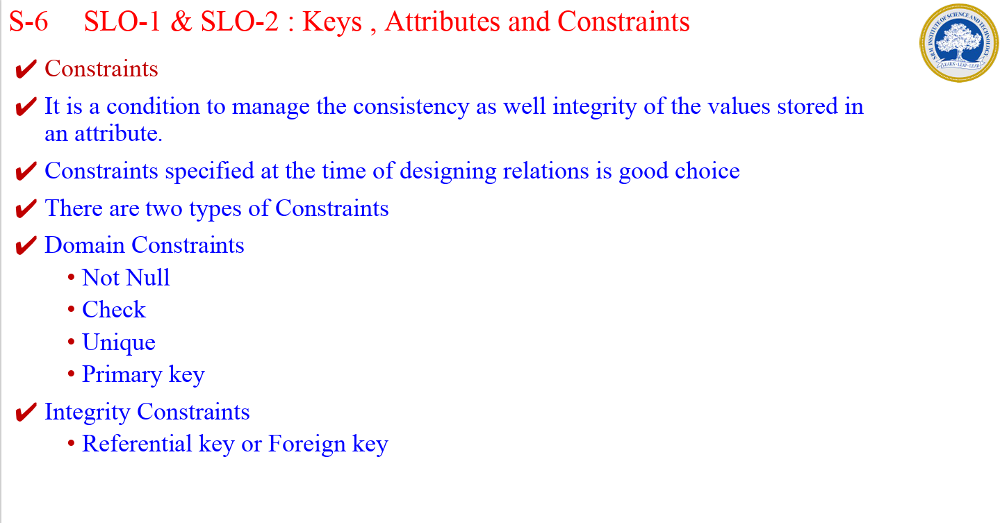 S-6 SLO-1 & SLO-2 : Keys , Attributes and Constraints
SRM INSTITUTE OF SCIENCE AND TECHNOLOGY
LEARN - LEAP - LEAD
✔ Constraints
✔ It is a condition to manage the consistency as well integrity of the values stored in
an attribute.
✔ Constraints specified at the time of designing relations is good choice
✔ There are two types of Constraints
✔ Domain Constraints
• Not Null
• Check
• Unique
• Primary key
✔ Integrity Constraints
• Referential key or Foreign key